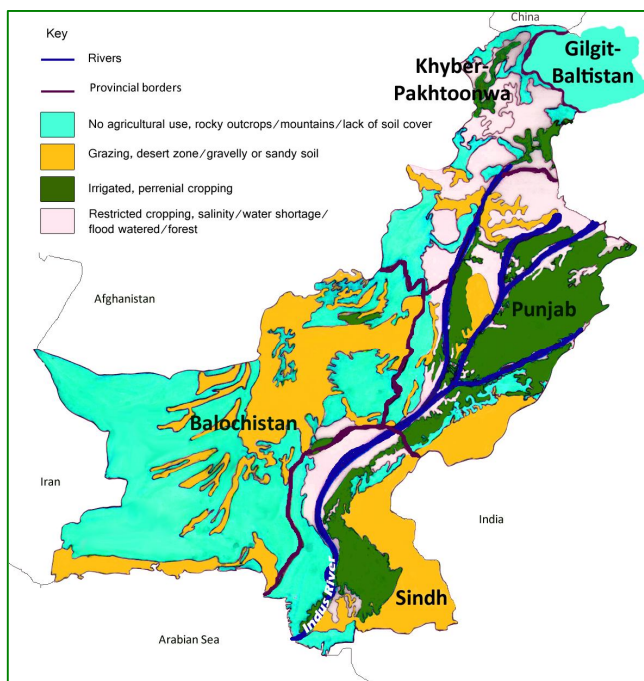 China
Key
Rivers
Provincial borders
No agricultural use, rocky outcrops/mountains/lack of soil cover
Grazing, desert zone/gravelly or sandy soil
Irrigated, perrenial cropping
Restricted cropping, salinity/water shortage/
flood watered/forest
Gilgit-
Baltistan
Khyber-
Pakhtoonwa
Afghanistan
Punjab
Balochistan
Iran
India
Sindh
Indus River
Arabian Sea